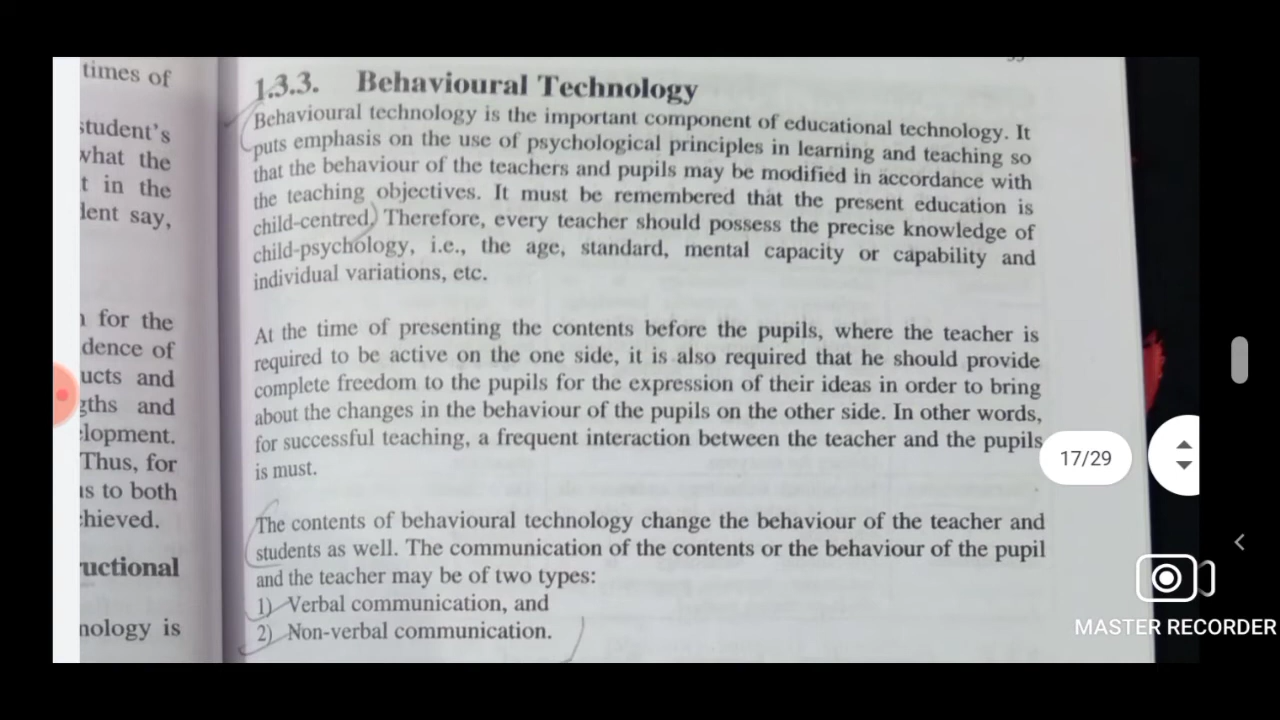 times of
student's
what the
t in the
lent say,
for the
dence of
ucts and
gths and
lopment.
Thus, for
is to both
hieved.
uctional
nology is
1.3.3. Behavioural Technology
Behavioural technology is the important component of educational technology. It
puts emphasis on the use of psychological principles in learning and teaching so
that the behaviour of the teachers and pupils may be modified in accordance with
the teaching objectives. It must be remembered that the present education is
child-centred. Therefore, every teacher should possess the precise knowledge of
child-psychology, i.e., the age, standard, mental capacity or capability and
individual variations, etc.
At the time of presenting the contents before the pupils, where the teacher is
required to be active on the one side, it is also required that he should provide
complete freedom to the pupils for the expression of their ideas in order to bring
about the changes in the behaviour of the pupils on the other side. In other words,
for successful teaching, a frequent interaction between the teacher and the pupils
is must.
The contents of behavioural technology change the behaviour of the teacher and
students as well. The communication of the contents or the behaviour of the pupil
and the teacher may be of two types:
1) Verbal communication, and
2) Non-verbal communication.
17/29
MASTER RECORDER